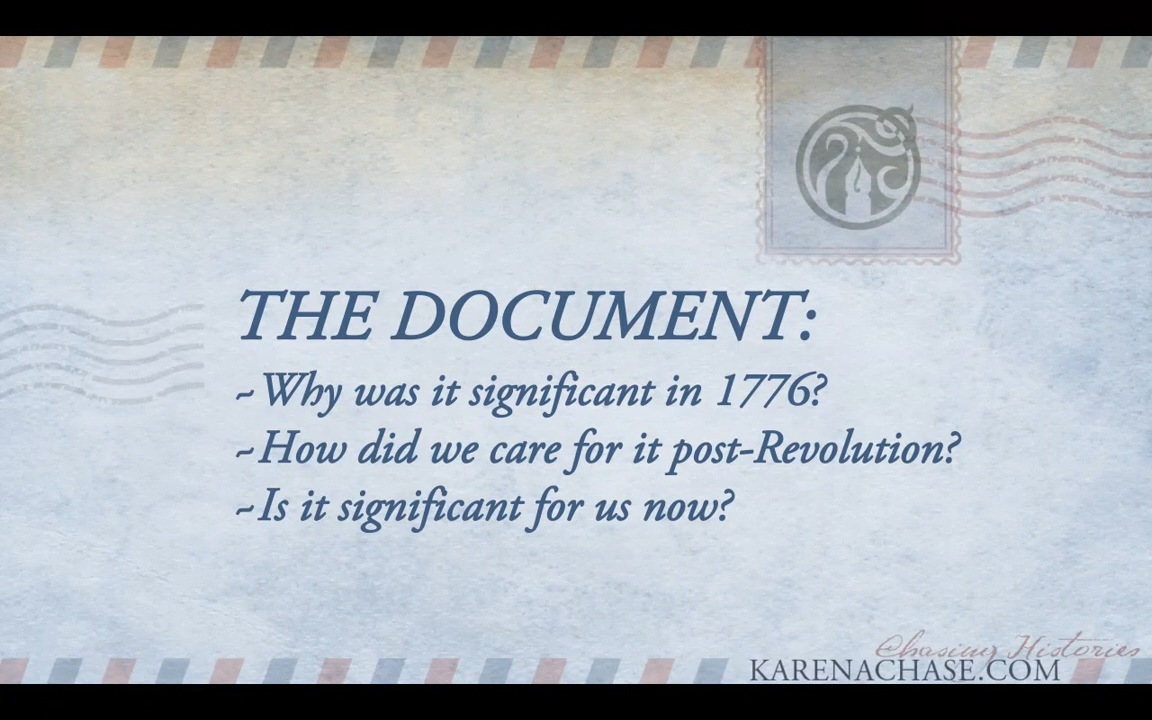 THE DOCUMENT:
~Why was it significant in 1776?
~How did we care for it post-Revolution?
~Is it significant for us now?
Chasing Histories
KARENACHASE.COM